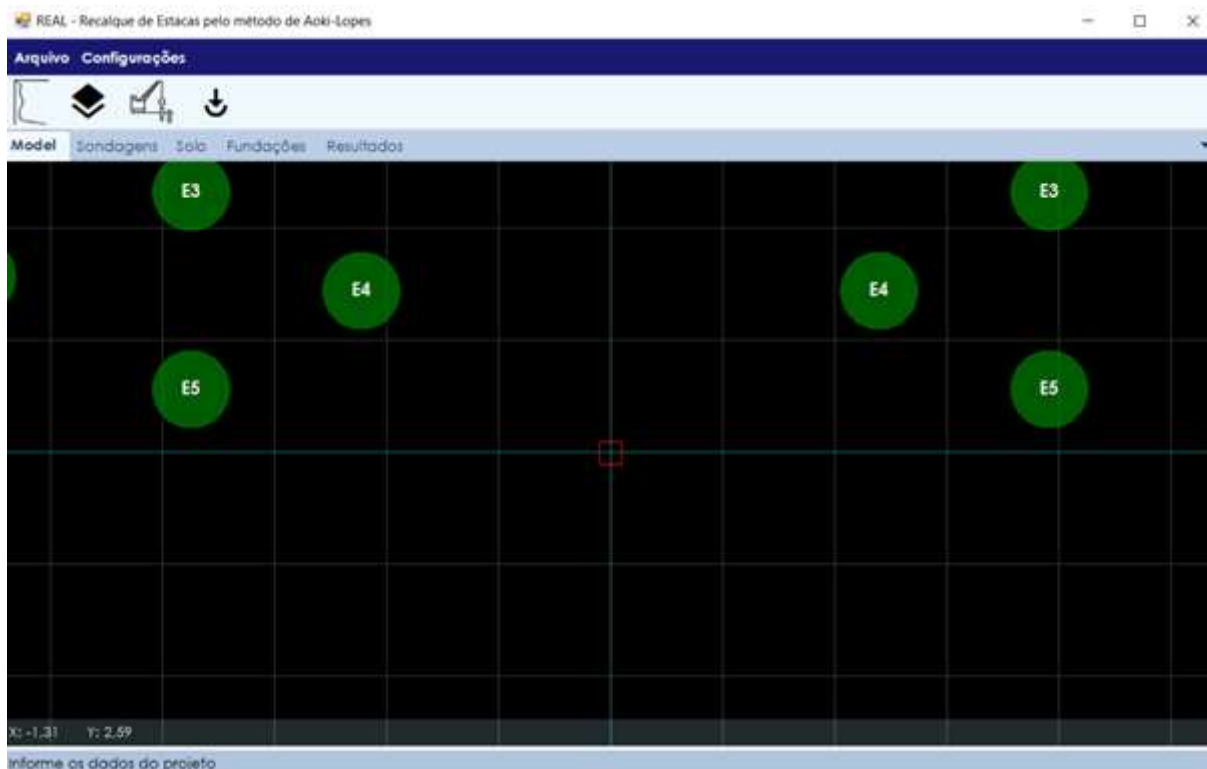 REAL - Recalque de Estacas pelo método de Aoki-Lopes
Arquivo Configurações
Model Sondagens Solo Fundações Resultados
E3 E3
E4 E4
E5 E5
X: -1.31 Y: 2.59
Informe os dados do projeto